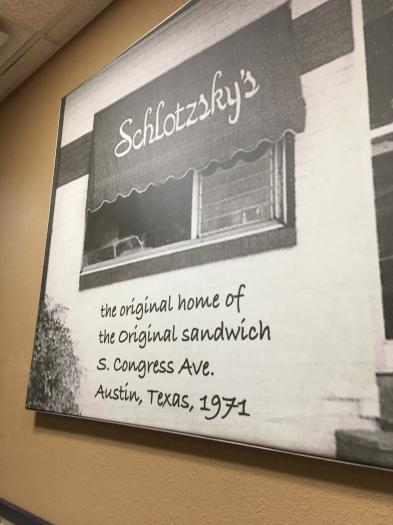 Schlotzsky's
the original home of
the Original sandwich
S. Congress Ave.
Austin, Texas, 1971